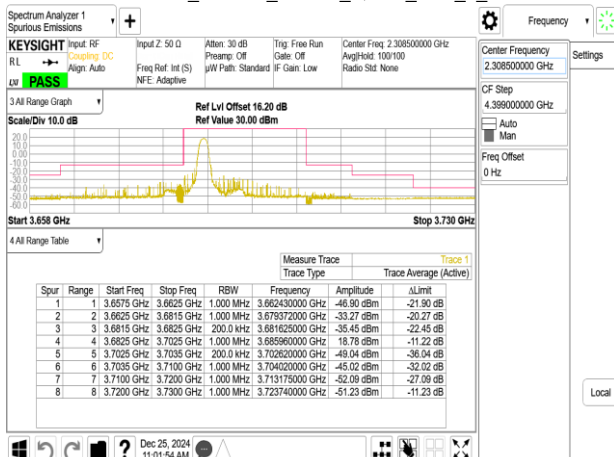 Spectrum Analyzer 1
Spurious Emissions
Frequency
KEYSIGHT
RL
PASS
Input: RF
Coupling: DC
Align: Auto
Input Z: 50 Ω
Freq Ref: Int (S)
NFE: Adaptive
Atten: 30 dB
Preamp: Off
µW Path: Standard
Trig: Free Run
Gate: Off
IF Gain: Low
Center Freq: 2.308500000 GHz
Avg|Hold: 100/100
Radio Std: None
Center Frequency
2.308500000 GHz
Settings
CF Step
4.399000000 GHz
Auto
Man
Freq Offset
0 Hz
3 All Range Graph
Scale/Div 10.0 dB
Ref Lvl Offset 16.20 dB
Ref Value 30.00 dBm
20.0
10.0
0.00
-10.0
-20.0
-30.0
-40.0
-50.0
-60.0
Start 3.658 GHz
Stop 3.730 GHz
4 All Range Table
Measure Trace Trace 1
Trace Type Trace Average (Active)
Spur Range Start Freq Stop Freq RBW Frequency Amplitude ΔLimit
1 1 3.6575 GHz 3.6625 GHz 1.000 MHz 3.662430000 GHz -46.90 dBm -21.90 dB
2 2 3.6625 GHz 3.6815 GHz 1.000 MHz 3.679372000 GHz -33.27 dBm -20.27 dB
3 3 3.6815 GHz 3.6825 GHz 200.0 kHz 3.681625000 GHz -35.45 dBm -22.45 dB
4 4 3.6825 GHz 3.7025 GHz 1.000 MHz 3.685960000 GHz 18.78 dBm -11.22 dB
5 5 3.7025 GHz 3.7035 GHz 200.0 kHz 3.702620000 GHz -49.04 dBm -36.04 dB
6 6 3.7035 GHz 3.7100 GHz 1.000 MHz 3.704020000 GHz -45.02 dBm -32.02 dB
7 7 3.7100 GHz 3.7200 GHz 1.000 MHz 3.713175000 GHz -52.09 dBm -27.09 dB
8 8 3.7200 GHz 3.7300 GHz 1.000 MHz 3.723740000 GHz -51.23 dBm -11.23 dB
Local
Dec 25, 2024
11:01:54 AM